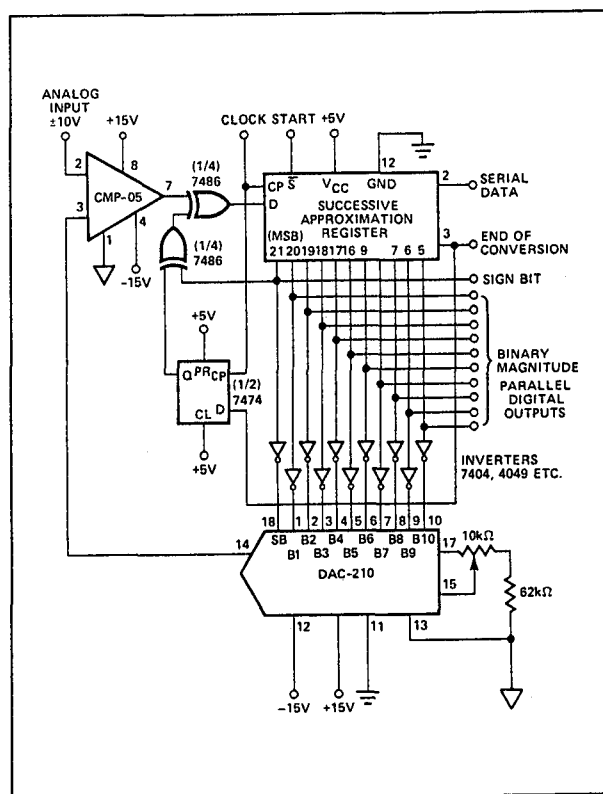 ANALOG
INPUT
±10V
+15V
CLOCK START +5V
2
8
(1/4)
7486
12
CP
S̅
VCC
GND
2
SERIAL
DATA
CMP-05
7
D
SUCCESSIVE
APPROXIMATION
REGISTER
3
4
1
3
END OF
CONVERSION
(1/4)
7486
(MSB)
21 20 19 18 17 16 9 7 6 5
-15V
SIGN BIT
+5V
BINARY
MAGNITUDE
Q
PR
CP
(1/2)
7474
D
PARALLEL
DIGITAL
OUTPUTS
CL
+5V
INVERTERS
7404, 4049 ETC.
18 1 2 3 4 5 6 7 8 9 10
14
SB B2 B4 B6 B8 B10
B1 B3 B5 B7 B9
17
10kΩ
DAC-210
15
62kΩ
12
11
13
-15V
+15V